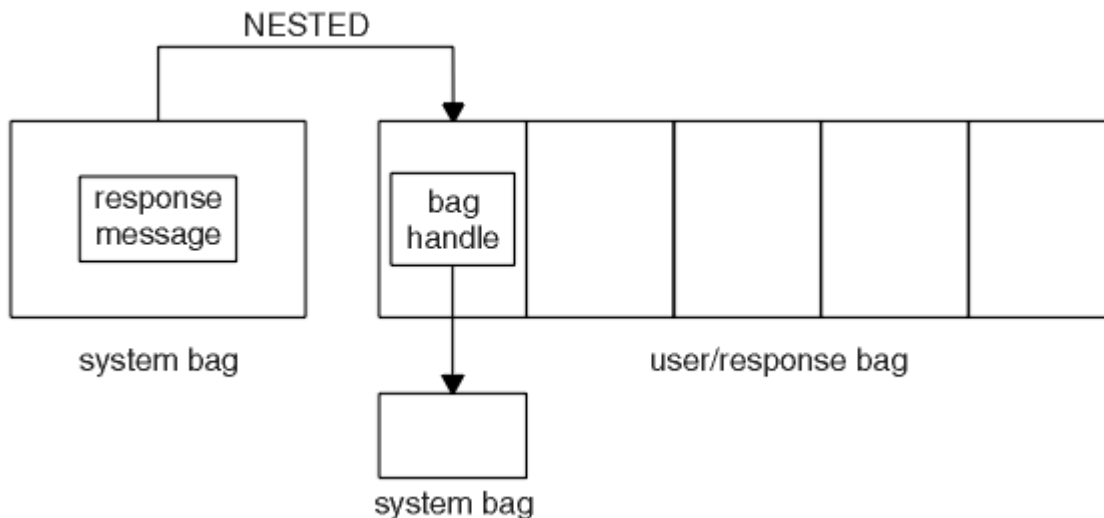 NESTED
response
message
bag
handle
system bag
user/response bag
system bag